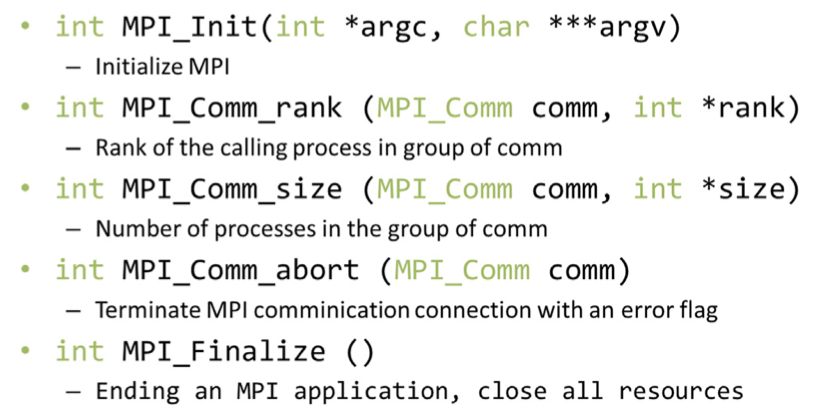 • int MPI_Init(int *argc, char ***argv)
– Initialize MPI
• int MPI_Comm_rank (MPI_Comm comm, int *rank)
– Rank of the calling process in group of comm
• int MPI_Comm_size (MPI_Comm comm, int *size)
– Number of processes in the group of comm
• int MPI_Comm_abort (MPI_Comm comm)
– Terminate MPI comminication connection with an error flag
• int MPI_Finalize ()
– Ending an MPI application, close all resources